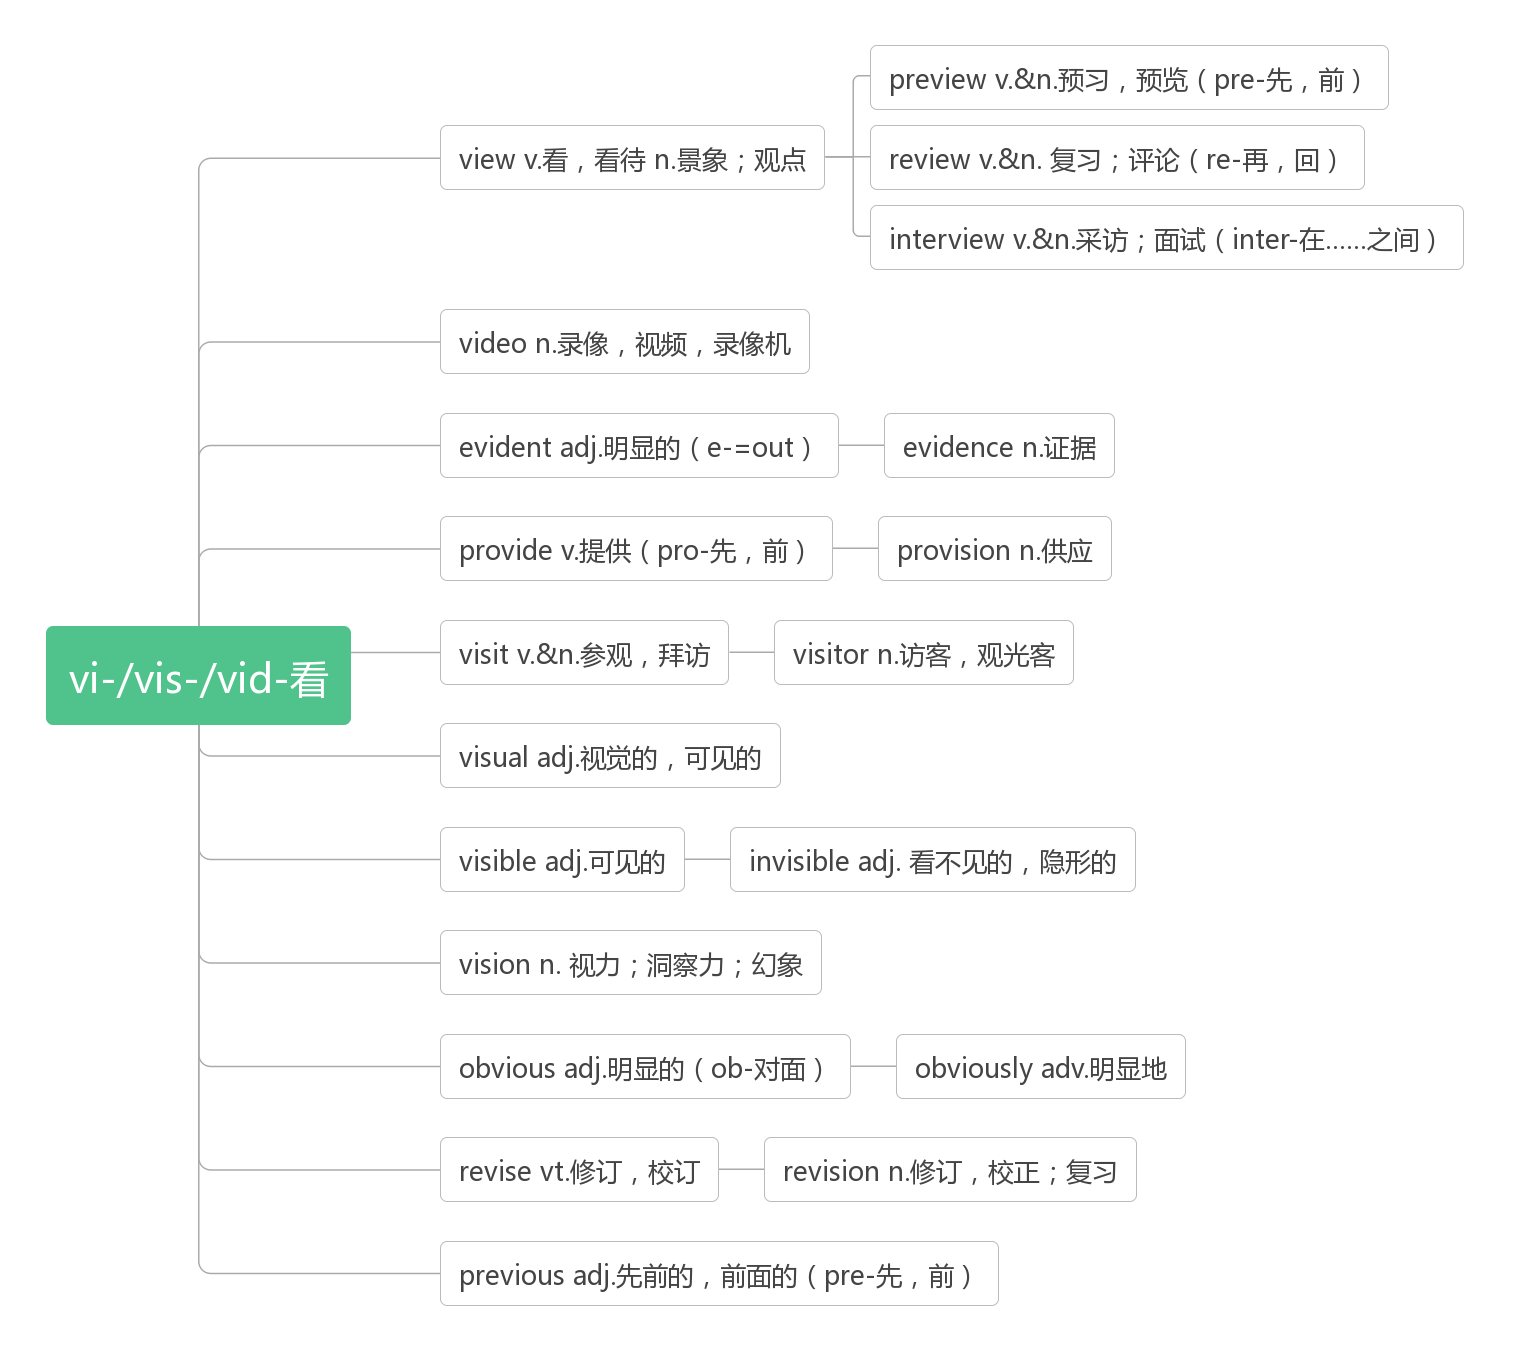 vi-/vis-/vid-看
view v.看，看待 n.景象；观点
preview v.&n.预习，预览（pre-先，前）
review v.&n. 复习；评论（re-再，回）
interview v.&n.采访；面试（inter-在......之间）
video n.录像，视频，录像机
evident adj.明显的（e-=out）
evidence n.证据
provide v.提供（pro-先，前）
provision n.供应
visit v.&n.参观，拜访
visitor n.访客，观光客
visual adj.视觉的，可见的
visible adj.可见的
invisible adj. 看不见的，隐形的
vision n. 视力；洞察力；幻象
obvious adj.明显的（ob-对面）
obviously adv.明显地
revise vt.修订，校订
revision n.修订，校正；复习
previous adj.先前的，前面的（pre-先，前）